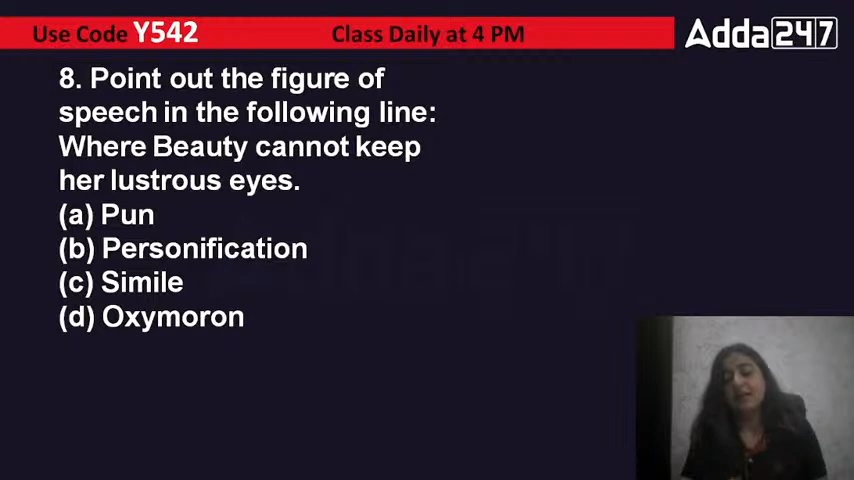 Use Code Y542 Class Daily at 4 PM Adda247
8. Point out the figure of
speech in the following line:
Where Beauty cannot keep
her lustrous eyes.
(a) Pun
(b) Personification
(c) Simile
(d) Oxymoron